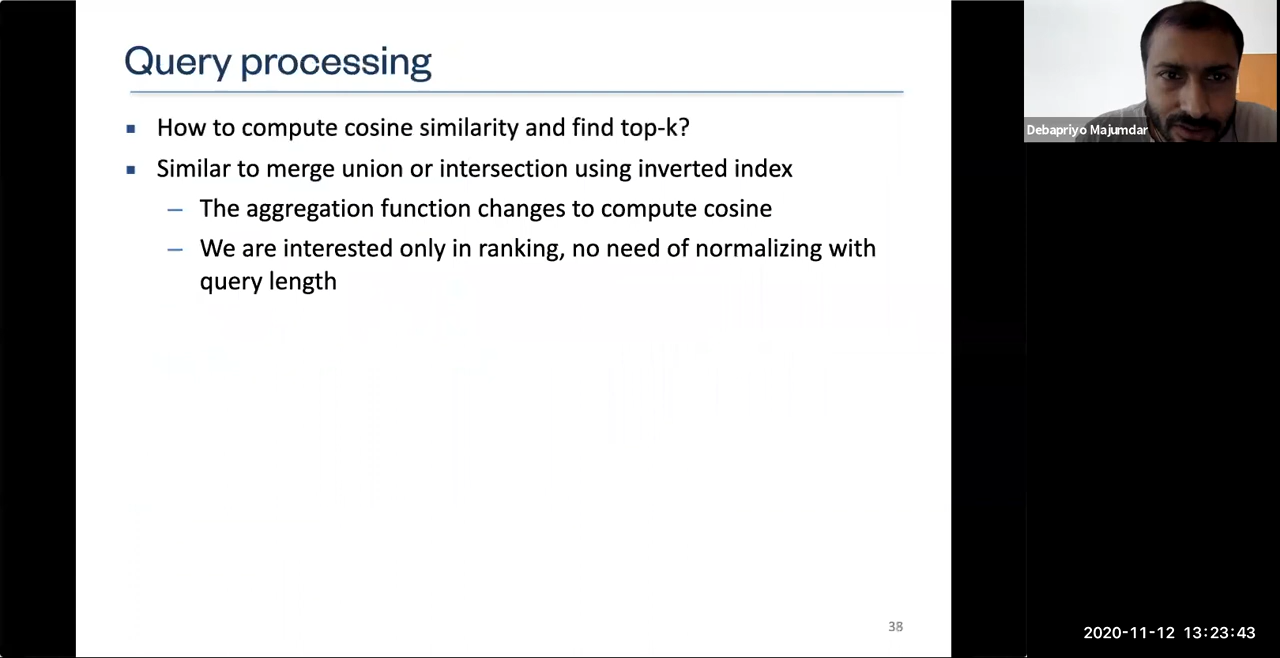 Query processing
How to compute cosine similarity and find top-k?
Similar to merge union or intersection using inverted index
– The aggregation function changes to compute cosine
– We are interested only in ranking, no need of normalizing with
query length
38
Debapriyo Majumdar
2020-11-12 13:23:43